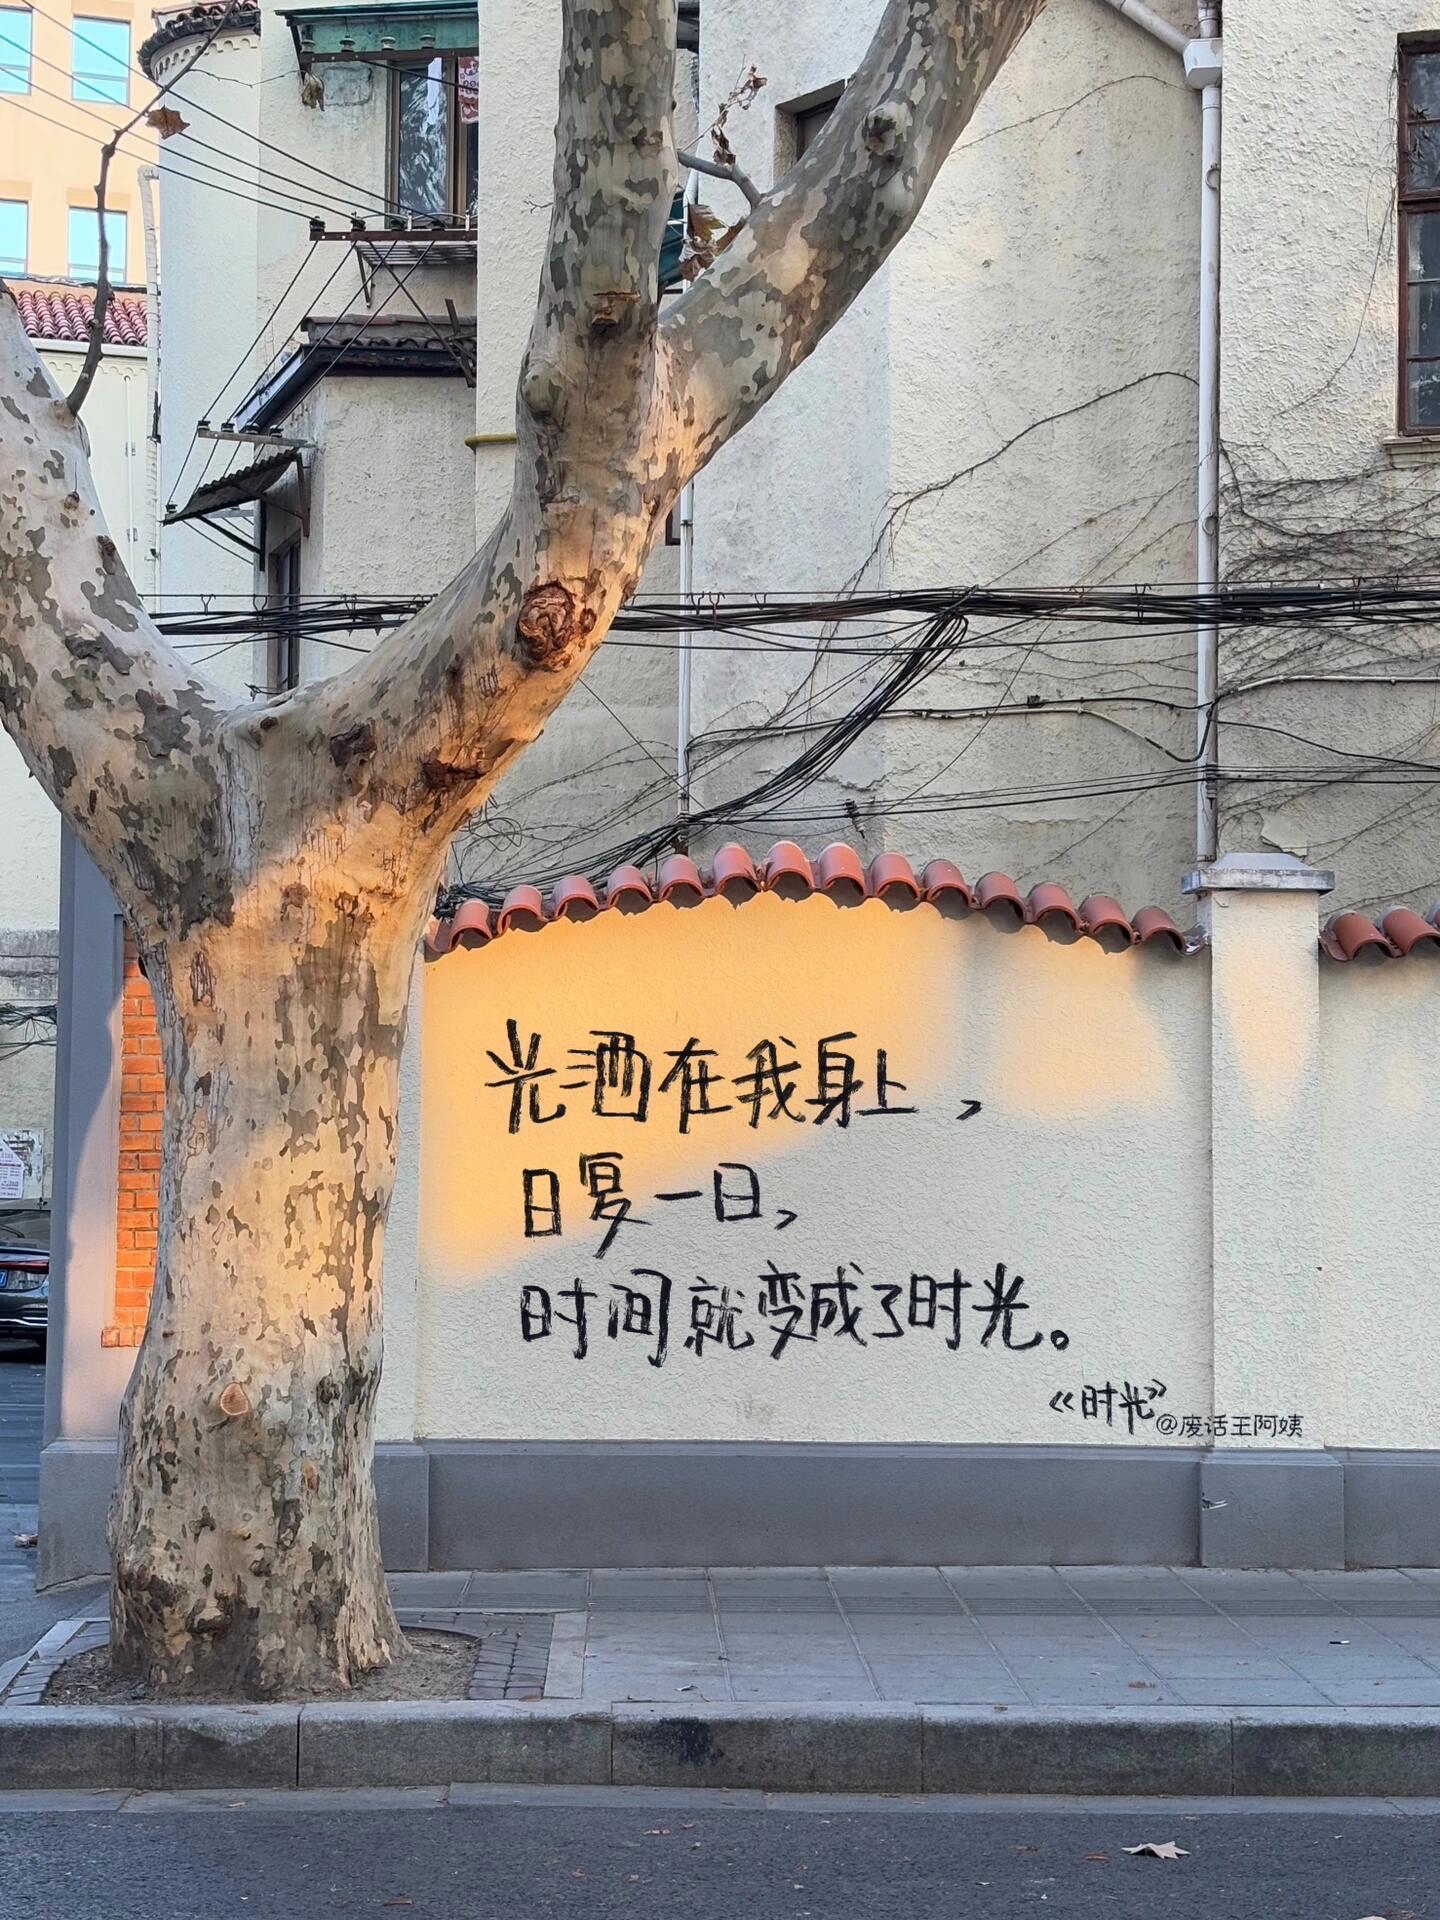 光洒在我身上，
日复一日，
时间就变成了时光。
《时光》
@废话王阿姨